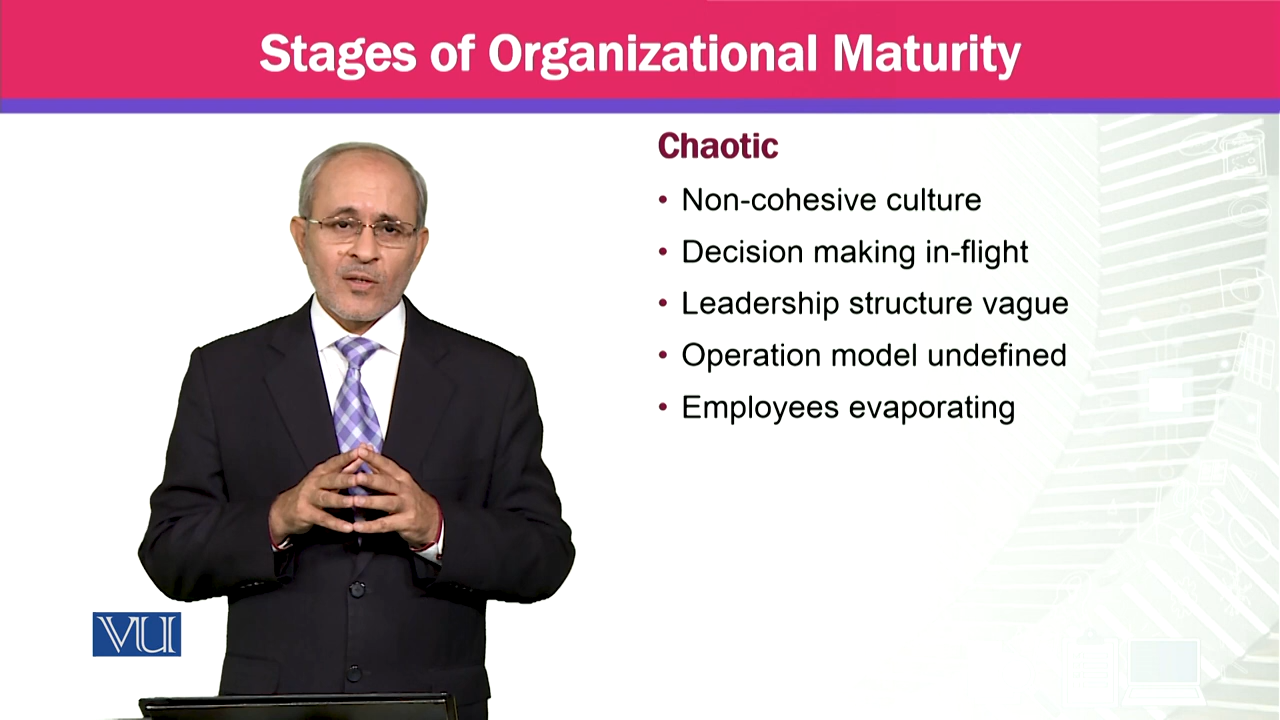 Stages of Organizational Maturity
Chaotic
• Non-cohesive culture
• Decision making in-flight
• Leadership structure vague
• Operation model undefined
• Employees evaporating
VU